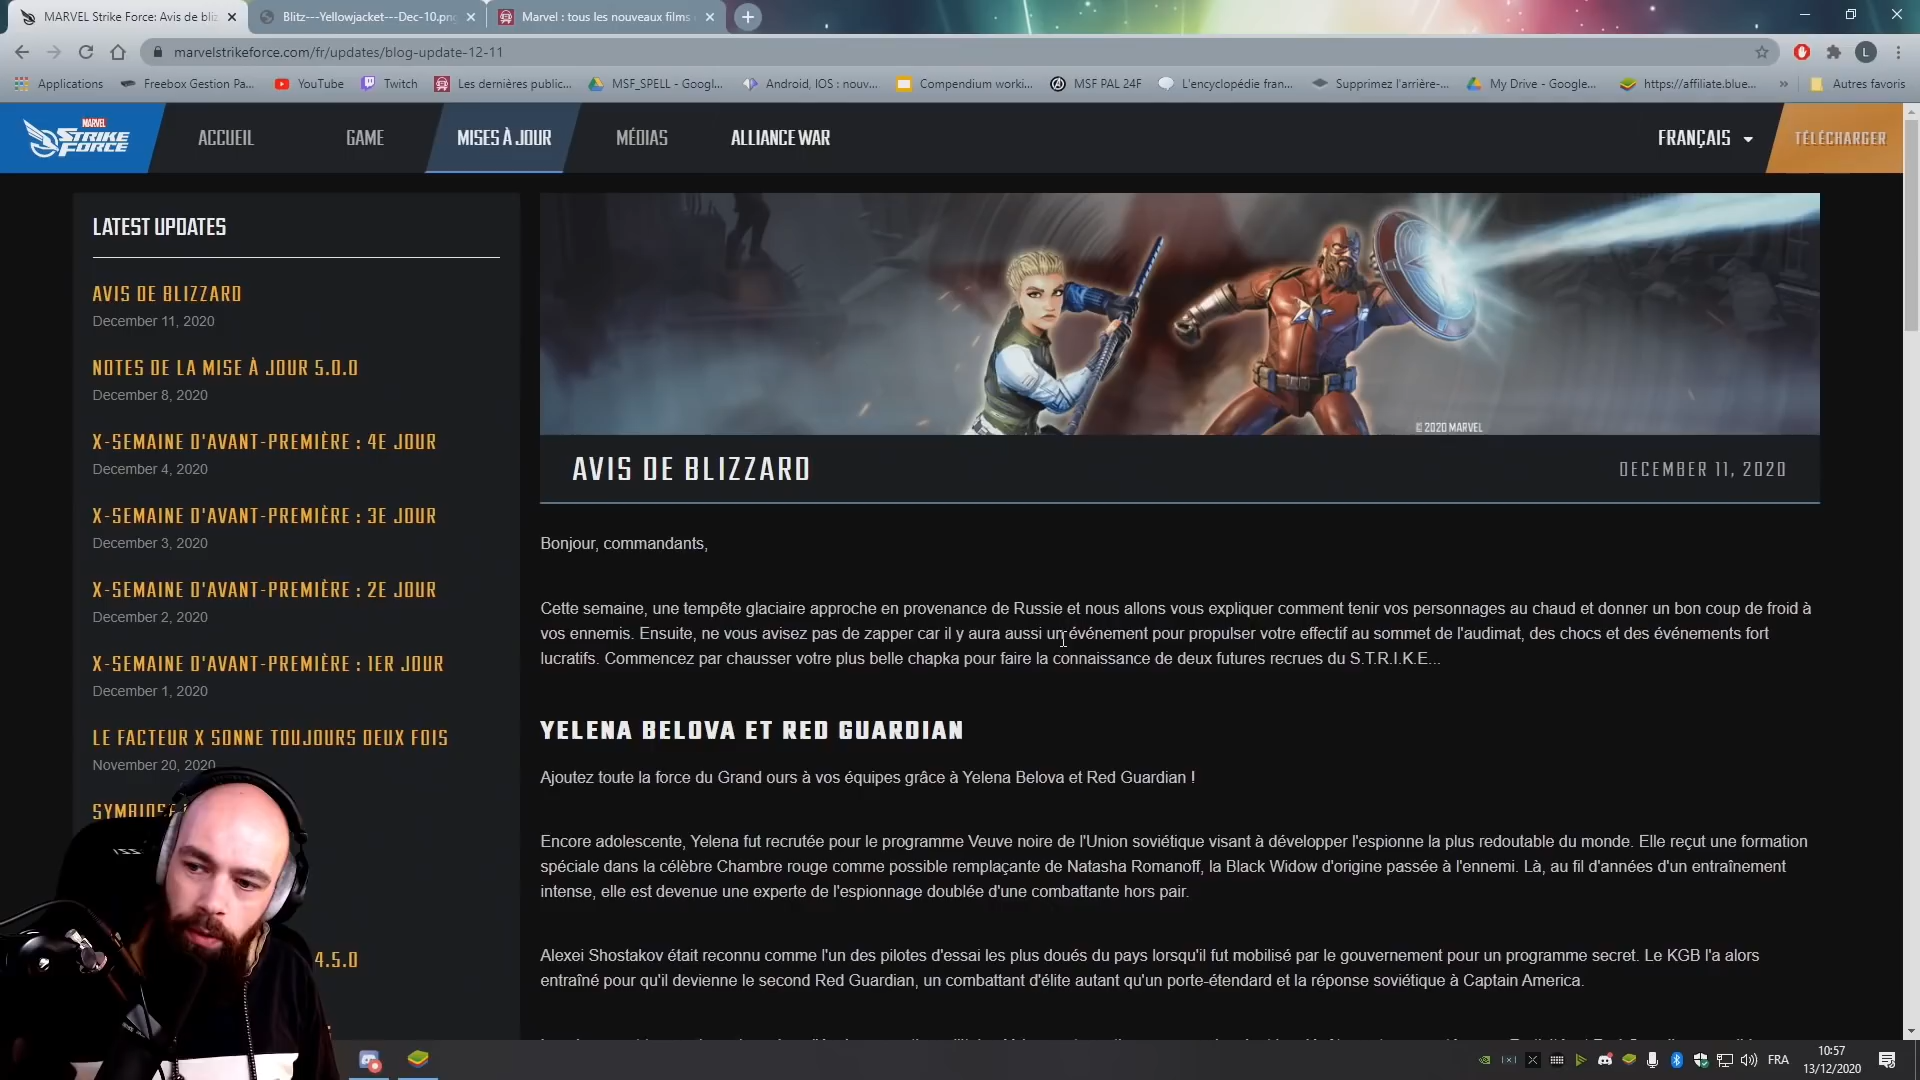 MARVEL Strike Force: Avis de bliz
Blitz---Yellowjacket---Dec-10.png
Marvel : tous les nouveaux films
marvelstrikeforce.com/fr/updates/blog-update-12-11
L
Applications
Freebox Gestion Pa...
YouTube
Twitch
Les dernières public...
MSF_SPELL - Googl...
Android, IOS : nouv...
Compendium worki...
MSF PAL 24F
L'encyclopédie fran...
Supprimez l'arrière-...
My Drive - Google...
https://affiliate.blue...
»
Autres favoris
MARVEL
STRIKE
FORCE
ACCUEIL
GAME
MISES À JOUR
MÉDIAS
ALLIANCE WAR
FRANÇAIS
TÉLÉCHARGER
LATEST UPDATES
AVIS DE BLIZZARD
December 11, 2020
NOTES DE LA MISE À JOUR 5.0.0
December 8, 2020
X-SEMAINE D'AVANT-PREMIÈRE : 4E JOUR
December 4, 2020
X-SEMAINE D'AVANT-PREMIÈRE : 3E JOUR
December 3, 2020
X-SEMAINE D'AVANT-PREMIÈRE : 2E JOUR
December 2, 2020
X-SEMAINE D'AVANT-PREMIÈRE : 1ER JOUR
December 1, 2020
LE FACTEUR X SONNE TOUJOURS DEUX FOIS
November 20, 2020
4.5.0
© 2020 MARVEL
AVIS DE BLIZZARD
DECEMBER 11, 2020
Bonjour, commandants,
Cette semaine, une tempête glaciaire approche en provenance de Russie et nous allons vous expliquer comment tenir vos personnages au chaud et donner un bon coup de froid à
vos ennemis. Ensuite, ne vous avisez pas de zapper car il y aura aussi un événement pour propulser votre effectif au sommet de l'audimat, des chocs et des événements fort
lucratifs. Commencez par chausser votre plus belle chapka pour faire la connaissance de deux futures recrues du S.T.R.I.K.E...
YELENA BELOVA ET RED GUARDIAN
Ajoutez toute la force du Grand ours à vos équipes grâce à Yelena Belova et Red Guardian !
Encore adolescente, Yelena fut recrutée pour le programme Veuve noire de l'Union soviétique visant à développer l'espionne la plus redoutable du monde. Elle reçut une formation
spéciale dans la célèbre Chambre rouge comme possible remplaçante de Natasha Romanoff, la Black Widow d'origine passée à l'ennemi. Là, au fil d'années d'un entraînement
intense, elle est devenue une experte de l'espionnage doublée d'une combattante hors pair.
Alexei Shostakov était reconnu comme l'un des pilotes d'essai les plus doués du pays lorsqu'il fut mobilisé par le gouvernement pour un programme secret. Le KGB l'a alors
entraîné pour qu'il devienne le second Red Guardian, un combattant d'élite autant qu'un porte-étendard et la réponse soviétique à Captain America.
FRA
10:57
13/12/2020